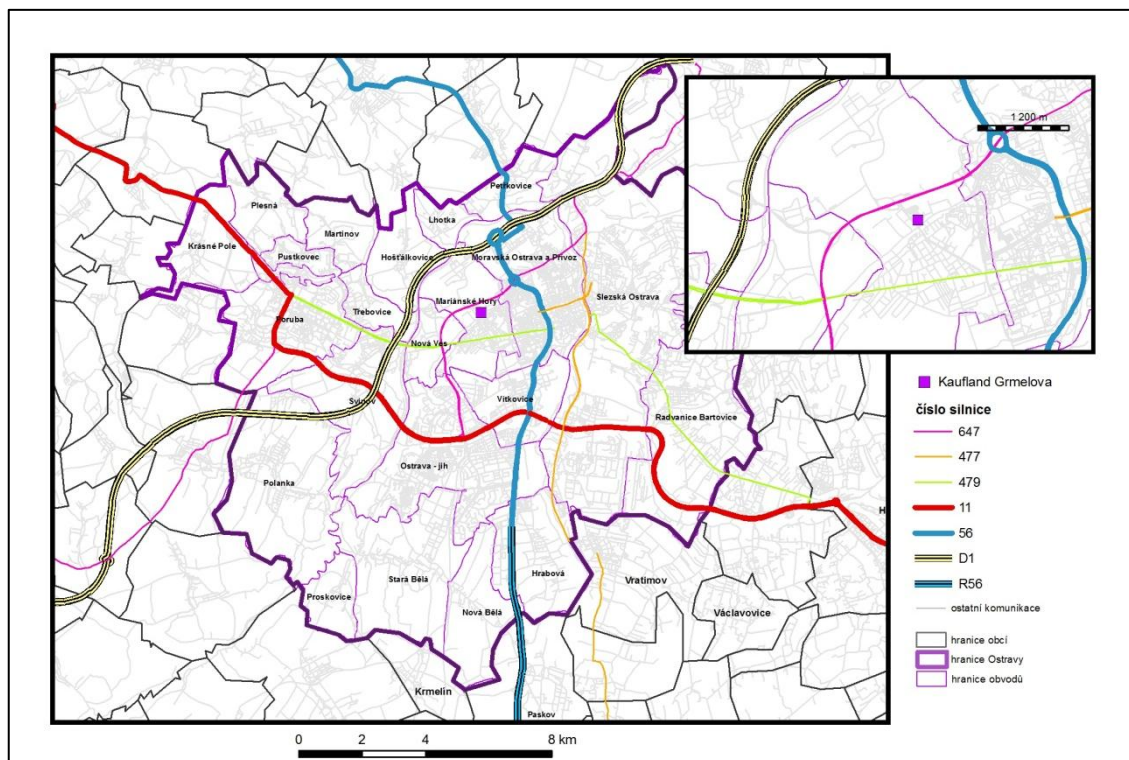 1 200 m
Petřkovice
Plesná
Lhotka
Martinov
Krásné Pole
Pustkovec
Hošťálkovice
Moravská Ostrava a Přívoz
Mariánské Hory
Slezská Ostrava
Trebovice
Poruba
Nová Ves
Svinov
Vítkovice
Radvanice Bartovice
Ostrava - jih
Polanka
Stará Bělá
Hrabová
Vratimov
Proskovice
Nová Bělá
Václavovice
Krmelín
Paskov
H
Kaufland Grmelova
číslo silnice
647
477
479
11
56
D1
R56
ostatní komunikace
hranice obcí
hranice Ostravy
hranice obvodů
0 2 4 8 km